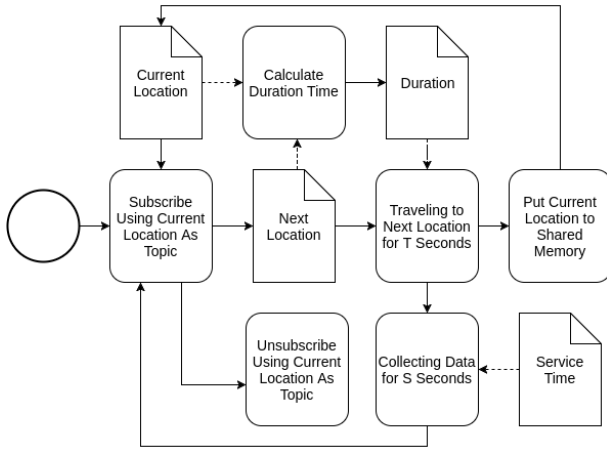 Current
Location
Calculate
Duration Time
Duration
Subscribe
Using Current
Location As
Topic
Next
Location
Traveling to
Next Location
for T Seconds
Put Current
Location to
Shared
Memory
Unsubscribe
Using Current
Location As
Topic
Collecting Data
for S Seconds
Service
Time